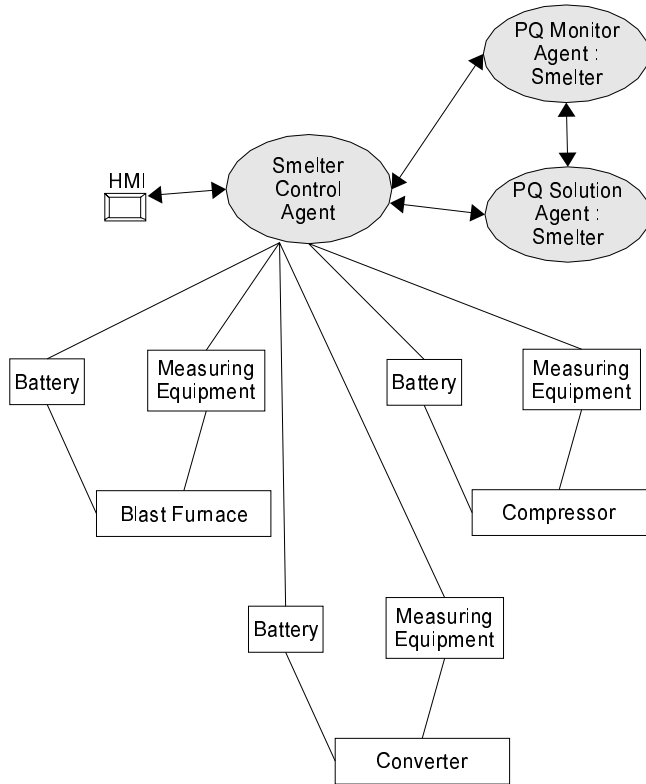 PQ Monitor
Agent :
Smelter
Smelter
Control
Agent
HMI
PQ Solution
Agent :
Smelter
Battery
Measuring
Equipment
Battery
Measuring
Equipment
Blast Furnace
Compressor
Battery
Measuring
Equipment
Converter